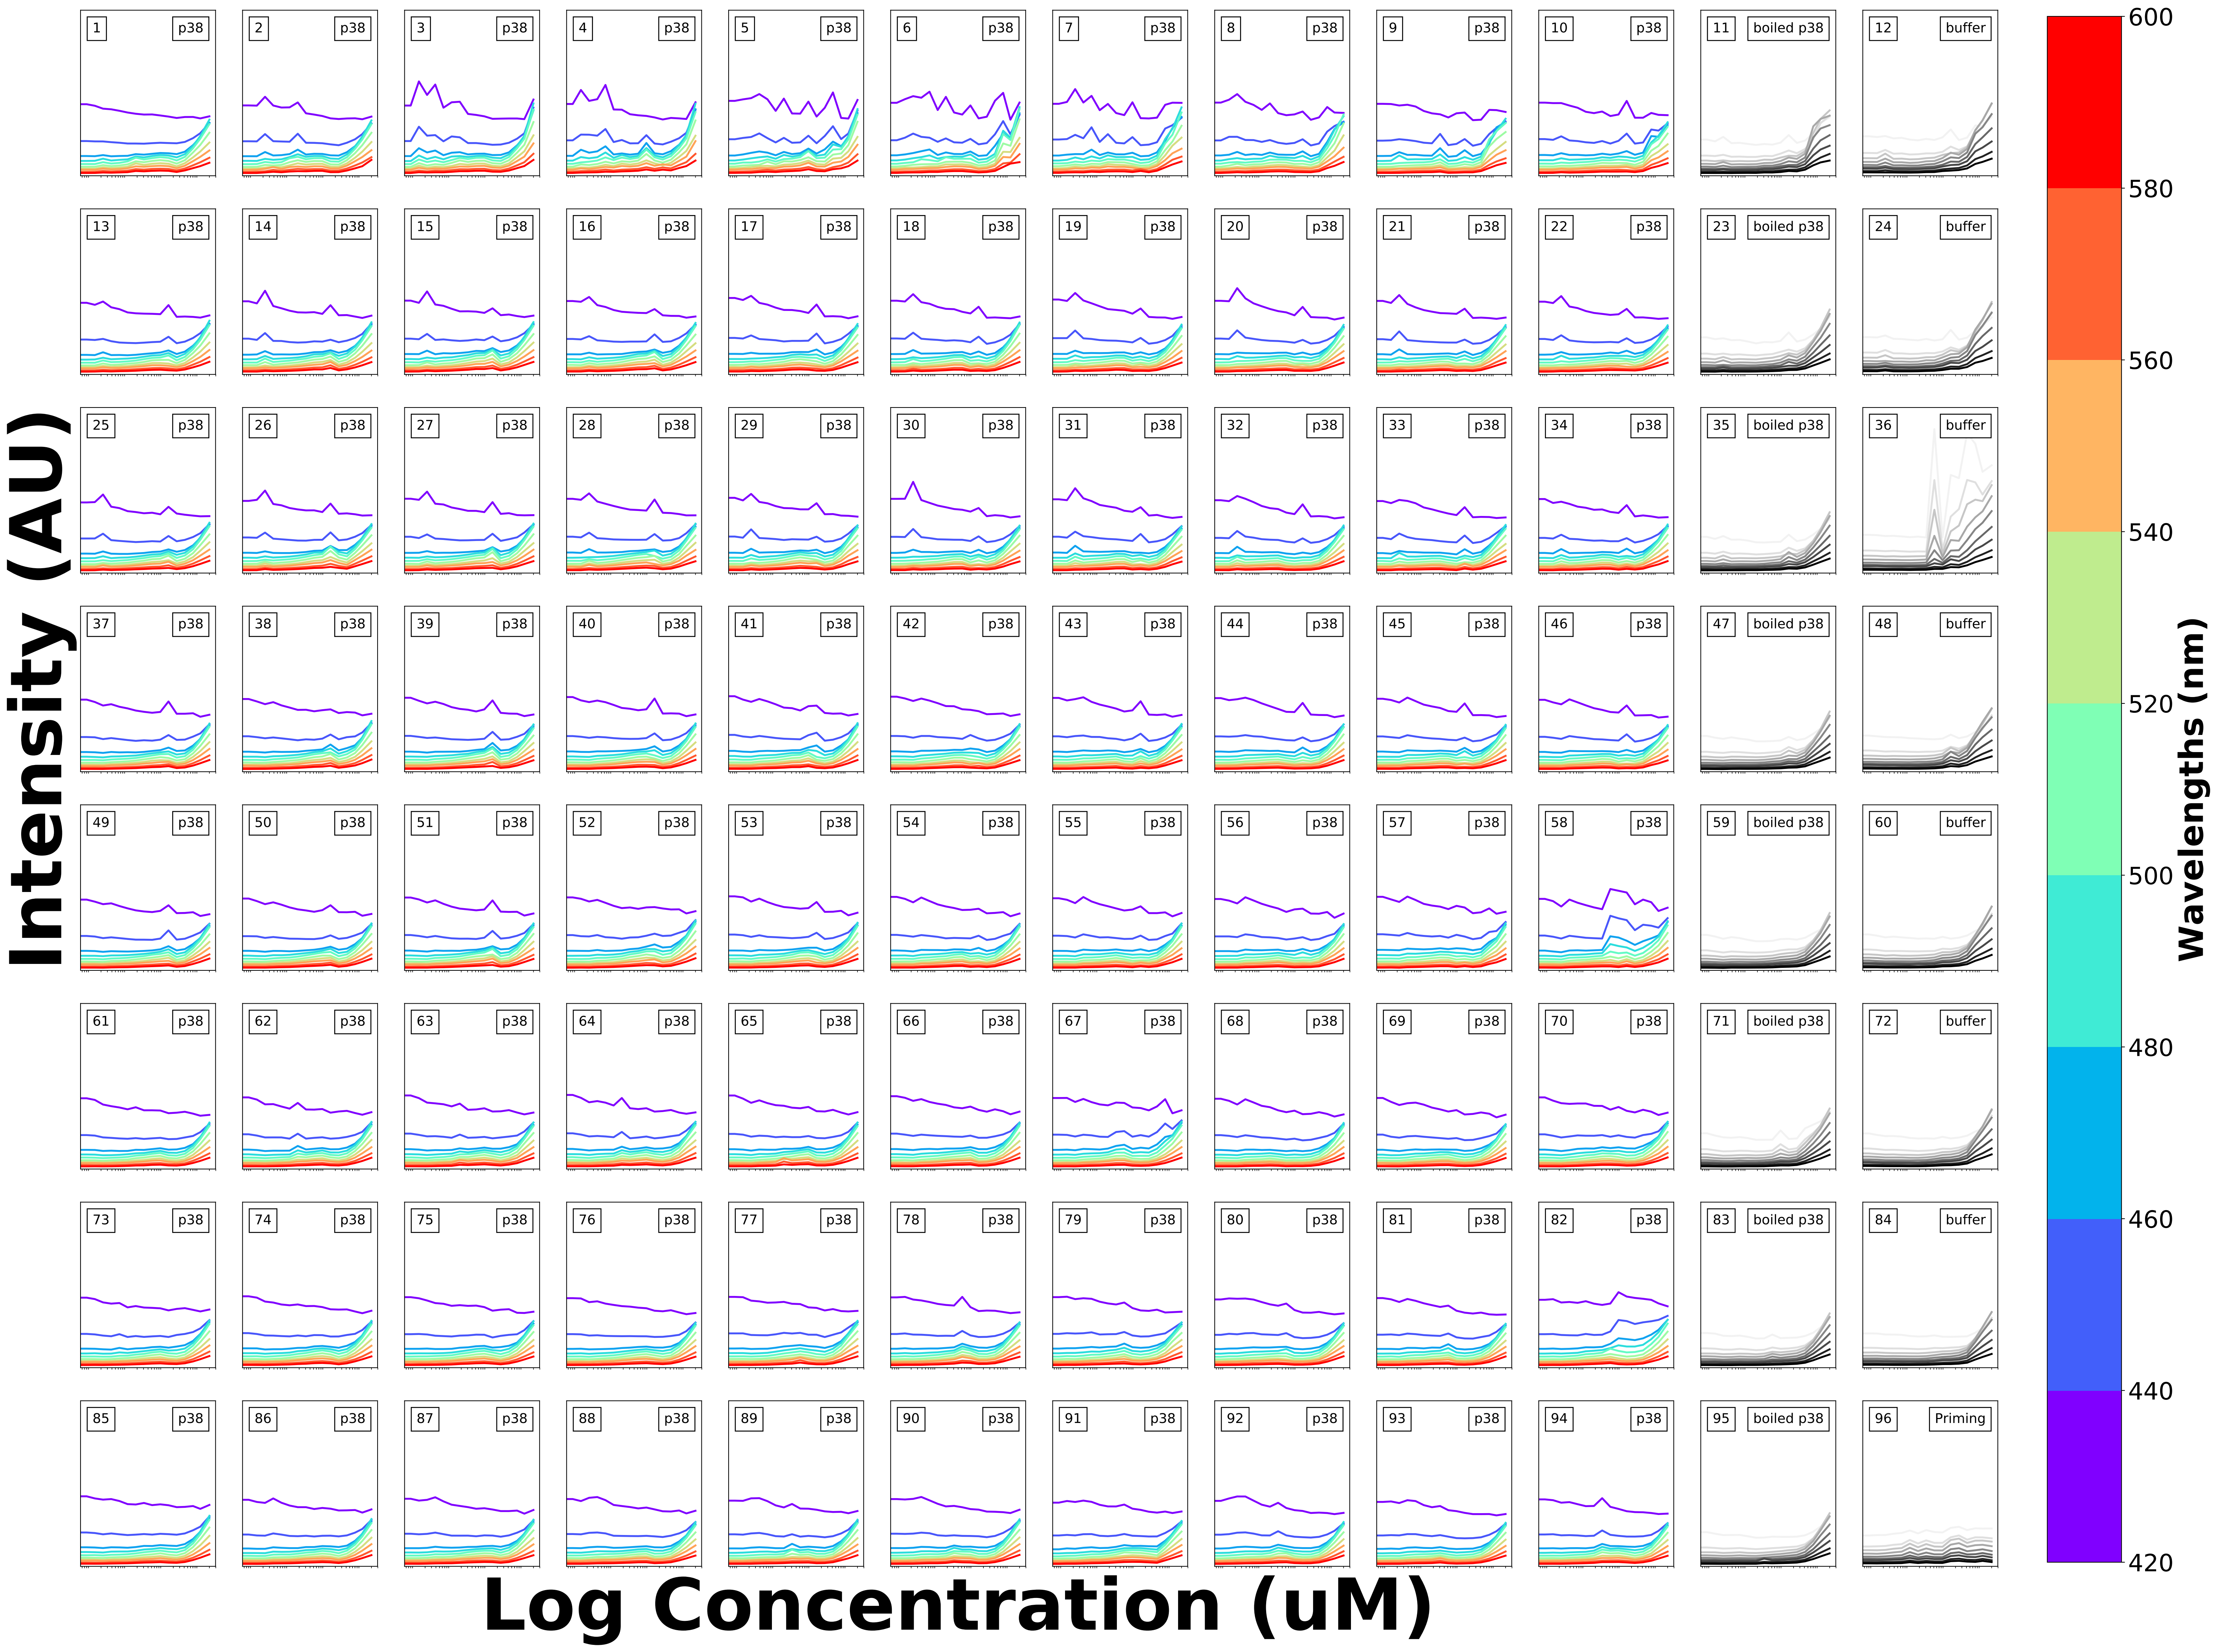 1 p38 2 p38 3 p38 4 p38 5 p38 6 p38 7 p38 8 p38 9 p38 10 p38 11 boiled p38 12 buffer
13 p38 14 p38 15 p38 16 p38 17 p38 18 p38 19 p38 20 p38 21 p38 22 p38 23 boiled p38 24 buffer
25 p38 26 p38 27 p38 28 p38 29 p38 30 p38 31 p38 32 p38 33 p38 34 p38 35 boiled p38 36 buffer
37 p38 38 p38 39 p38 40 p38 41 p38 42 p38 43 p38 44 p38 45 p38 46 p38 47 boiled p38 48 buffer
49 p38 50 p38 51 p38 52 p38 53 p38 54 p38 55 p38 56 p38 57 p38 58 p38 59 boiled p38 60 buffer
61 p38 62 p38 63 p38 64 p38 65 p38 66 p38 67 p38 68 p38 69 p38 70 p38 71 boiled p38 72 buffer
73 p38 74 p38 75 p38 76 p38 77 p38 78 p38 79 p38 80 p38 81 p38 82 p38 83 boiled p38 84 buffer
85 p38 86 p38 87 p38 88 p38 89 p38 90 p38 91 p38 92 p38 93 p38 94 p38 95 boiled p38 96 Priming
Intensity (AU)
Log Concentration (uM)
600
580
560
540
520
500
480
460
440
420
Wavelengths (nm)